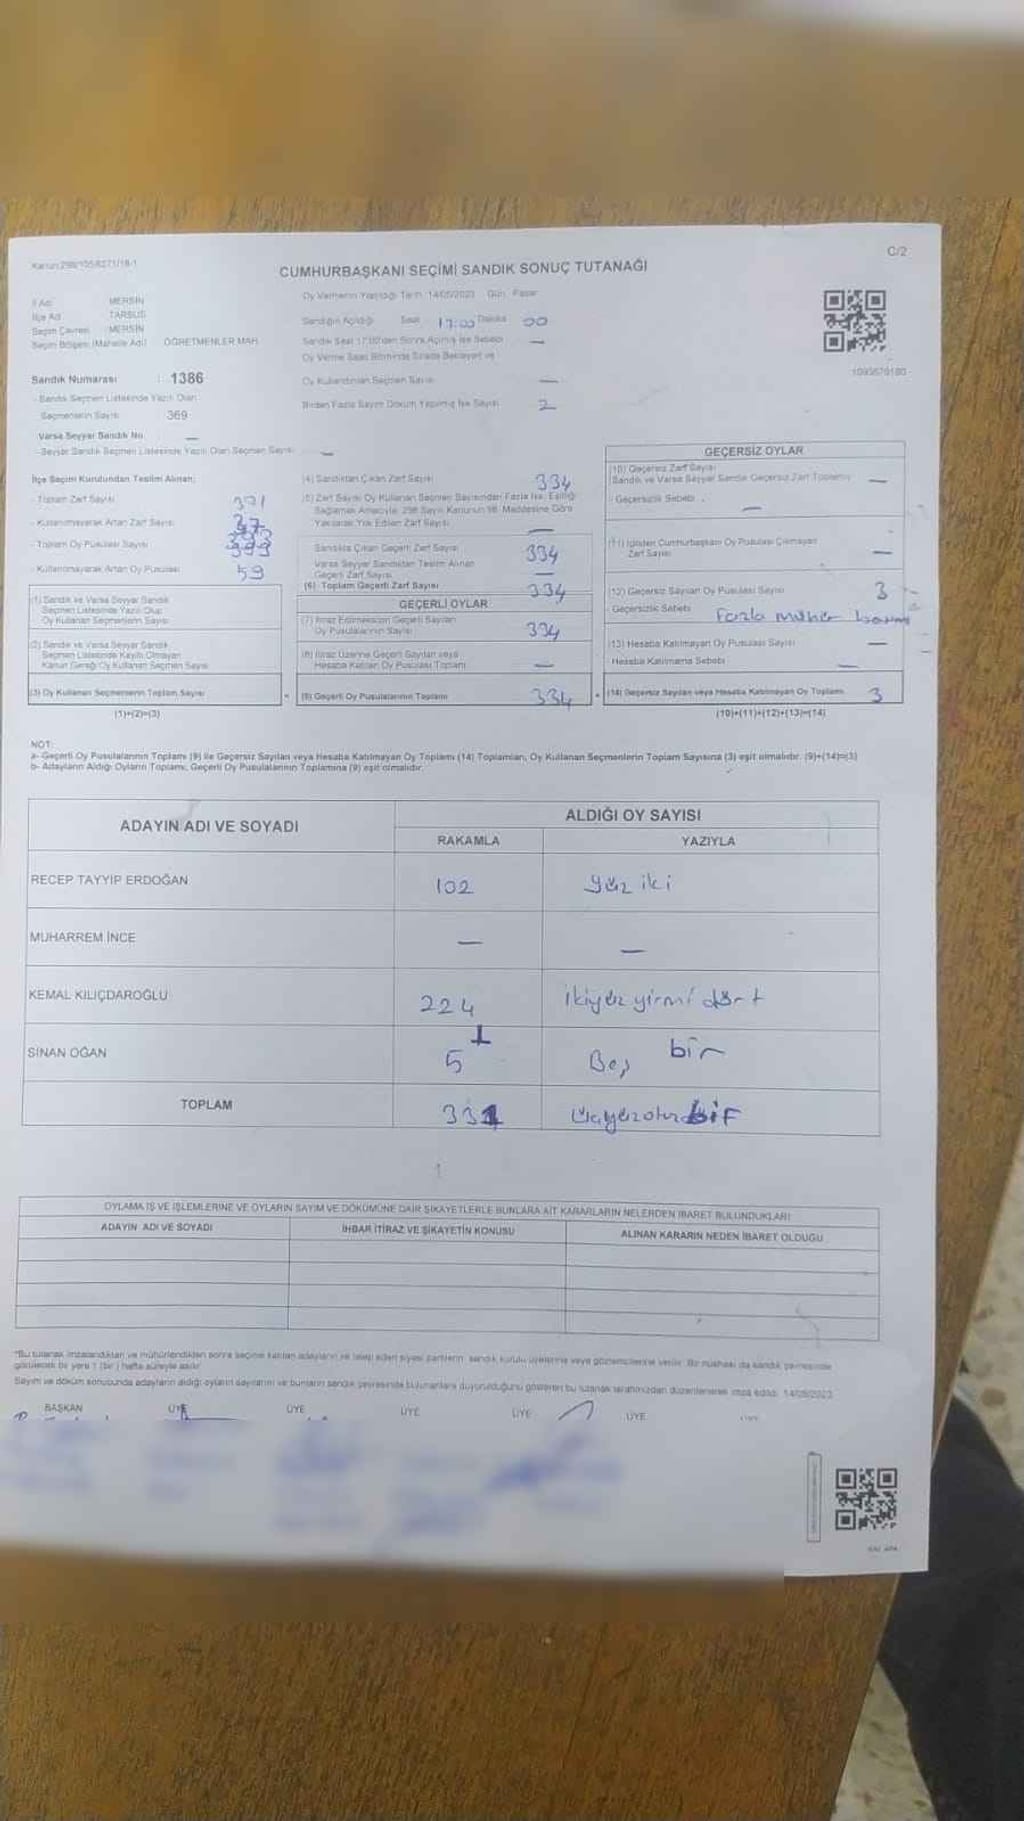 C/2
CUMHURBAŞKANI SEÇİMİ SANDIK SONUÇ TUTANAĞI
İl Adı MERSİN
İlçe Adı TARSUS
Seçim Çevresi MERSİN
Seçim Bölgesi (Mahalle Adı) ÖĞRETMENLER MAH.
Oy Vermenin Yapıldığı Tarih: 14/05/2023 Gün: Pazar
Sandığın Açıldığı Saat 17:00 Dakika 00
Sandık Saat 17:00'den Sonra Açılmış İse Sebebi —
Oy Verme Saati Bitiminde Sırada Bekleyen ve
Oy Kullandırılan Seçmen Sayısı —
Birden Fazla Sayım Döküm Yapılmış İse Sayısı 2
Sandık Numarası : 1386
- Sandık Seçmen Listesinde Yazılı Olan
Seçmenlerin Sayısı 369
Varsa Seyyar Sandık No —
- Seyyar Sandık Seçmen Listesinde Yazılı Olan Seçmen Sayısı —
İlçe Seçim Kurulundan Teslim Alınan;
- Toplam Zarf Sayısı 371
- Kullanılmayarak Artan Zarf Sayısı 37
- Toplam Oy Pusulası Sayısı
- Kullanılmayarak Artan Oy Pusulası 59
(1) Sandık ve Varsa Seyyar Sandık
Seçmen Listesinde Yazılı Olup
Oy Kullanan Seçmenlerin Sayısı
(2) Sandık ve Varsa Seyyar Sandık
Seçmen Listesinde Kayıtlı Olmayan
Kanun Gereği Oy Kullanan Seçmen Sayısı
(3) Oy Kullanan Seçmenlerin Toplam Sayısı
(1)+(2)=(3)
(4) Sandıktan Çıkan Zarf Sayısı 334
(5) Zarf Sayısı Oy Kullanan Seçmen Sayısından Fazla İse, Eşitliği
Sağlamak Amacıyla, 298 Sayılı Kanunun 98. Maddesine Göre
Yakılarak Yok Edilen Zarf Sayısı —
Sandıkta Çıkan Geçerli Zarf Sayısı 334
Varsa Seyyar Sandıktan Teslim Alınan
Geçerli Zarf Sayısı —
(6) Toplam Geçerli Zarf Sayısı 334
GEÇERLİ OYLAR
(7) İtiraz Edilmeksizin Geçerli Sayılan
Oy Pusulalarının Sayısı 334
(8) İtiraz Üzerine Geçerli Sayılan veya
Hesaba Katılan Oy Pusulası Toplamı —
(9) Geçerli Oy Pusulalarının Toplamı 334
GEÇERSİZ OYLAR
(10) Geçersiz Zarf Sayısı
Sandık ve Varsa Seyyar Sandık Geçersiz Zarf Toplamı) —
- Geçersizlik Sebebi —
(11) İçinden Cumhurbaşkanı Oy Pusulası Çıkmayan
Zarf Sayısı —
(12) Geçersiz Sayılan Oy Pusulası Sayısı 3
- Geçersizlik Sebebi Fazla mühür
(13) Hesaba Katılmayan Oy Pusulası Sayısı —
- Hesaba Katılmama Sebebi —
(14) Geçersiz Sayılan veya Hesaba Katılmayan Oy Toplamı 3
(10)+(11)+(12)+(13)=(14)
NOT:
a- Geçerli Oy Pusulalarının Toplamı (9) ile Geçersiz Sayılan veya Hesaba Katılmayan Oy Toplamı (14) Toplamları, Oy Kullanan Seçmenlerin Toplam Sayısına (3) eşit olmalıdır. (9)+(14)=(3)
b- Adayların Aldığı Oyların Toplamı, Geçerli Oy Pusulalarının Toplamına (9) eşit olmalıdır.
ADAYIN ADI VE SOYADI
ALDIĞI OY SAYISI
RAKAMLA YAZIYLA
RECEP TAYYİP ERDOĞAN 102 yüz iki
MUHARREM İNCE — —
KEMAL KILIÇDAROĞLU 224 ikiyüz yirmi dört
SİNAN OĞAN 5 1 Beş bir
TOPLAM 331
OYLAMA İŞ VE İŞLEMLERİNE VE OYLARIN SAYIM VE DÖKÜMÜNE DAİR ŞİKAYETLERLE BUNLARA AİT KARARLARIN NELERDEN İBARET BULUNDUKLARI
ADAYIN ADI VE SOYADI İHBAR İTİRAZ VE ŞİKAYETİN KONUSU ALINAN KARARIN NEDEN İBARET OLDUĞU
*Bu tutanak imzalandıktan ve mühürlendikten sonra seçime katılan adayların ve talep eden siyasi partilerin sandık kurulu üyelerine veya gözlemcilerine verilir. Bir nüshası da sandık çevresinde
görülecek bir yere 1 (bir) hafta süreyle asılır.
Sayım ve döküm sonucunda adayların aldığı oyların sayılarını ve bunların sandık çevresinde bulunanlara duyurulduğunu gösteren bu tutanak tarafımızdan düzenlenerek imza edildi. 14/05/2023
BAŞKAN ÜYE ÜYE ÜYE ÜYE ÜYE